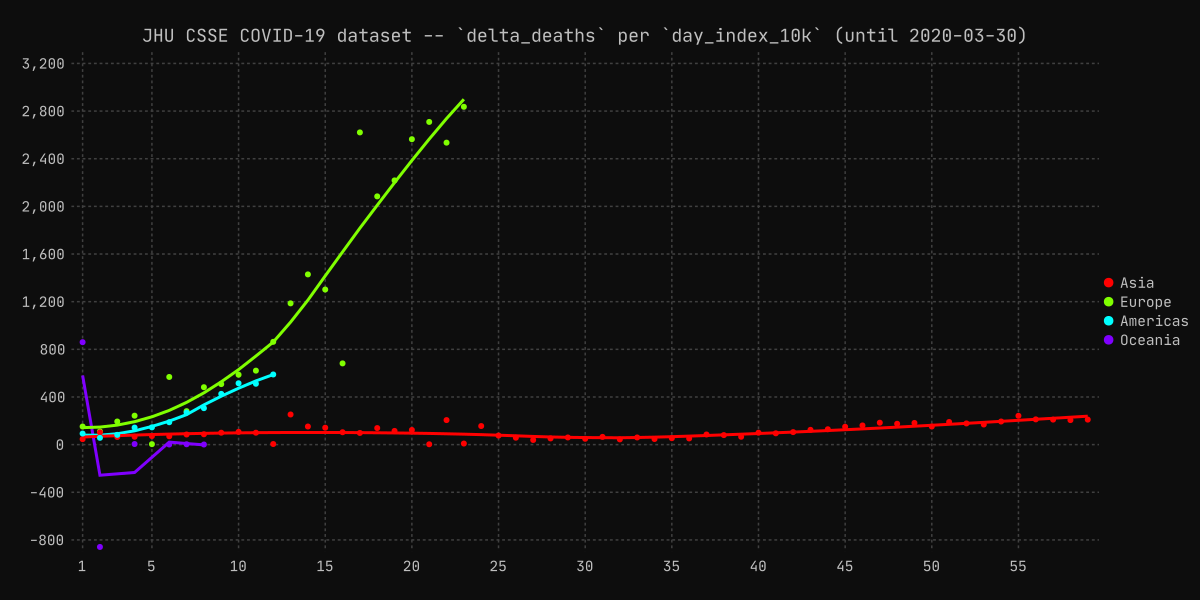 JHU CSSE COVID-19 dataset -- `delta_deaths` per `day_index_10k` (until 2020-03-30)
3,200
2,800
2,400
2,000
1,600
1,200
800
400
0
-400
-800
1 5 10 15 20 25 30 35 40 45 50 55
Asia
Europe
Americas
Oceania